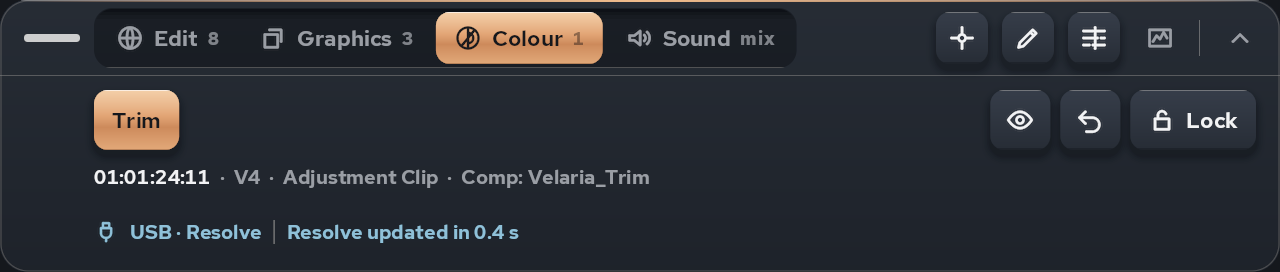 Edit 8 Graphics 3 Colour 1 Sound mix
Trim Lock
01:01:24:11 · V4 · Adjustment Clip · Comp: Velaria_Trim
USB · Resolve Resolve updated in 0.4 s